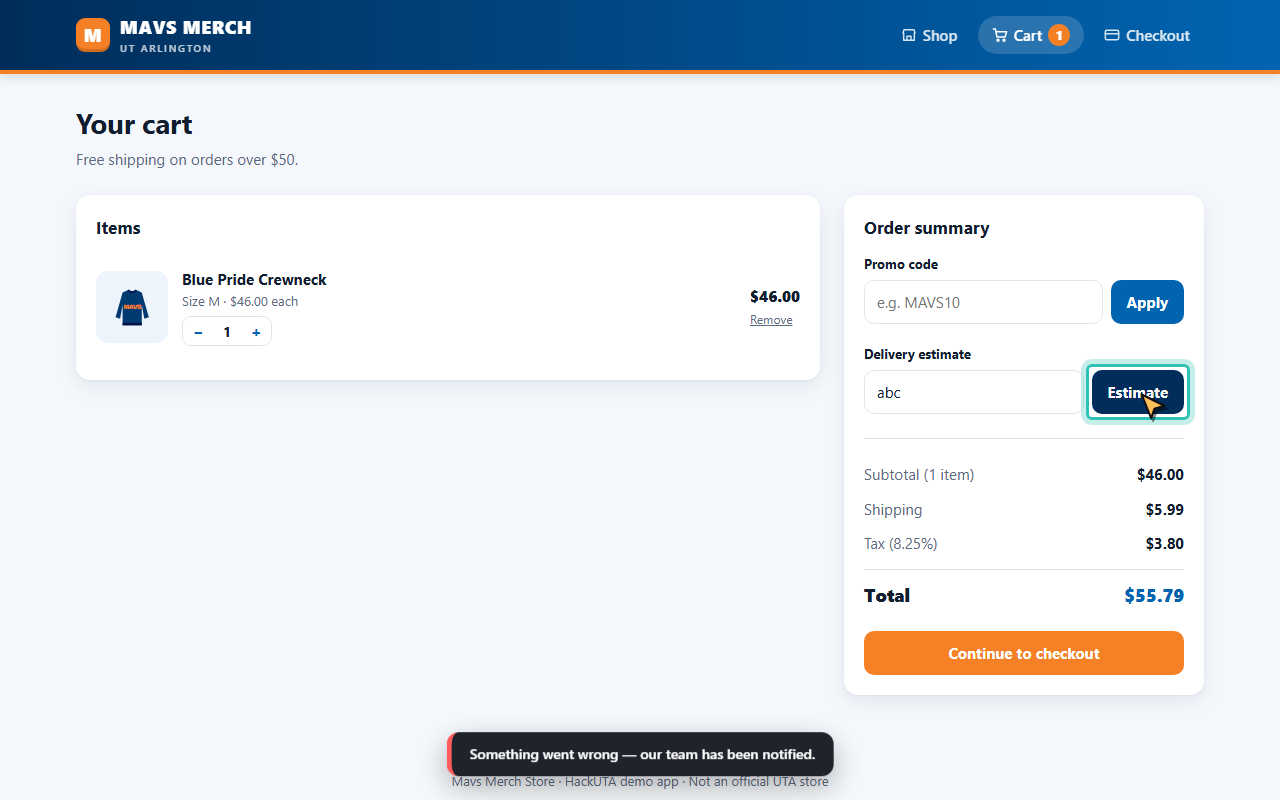 M
MAVS MERCH
UT ARLINGTON
Shop
Cart 1
Checkout
Your cart
Free shipping on orders over $50.
Items
MAVS
Blue Pride Crewneck
Size M · $46.00 each
− 1 +
$46.00
Remove
Order summary
Promo code
e.g. MAVS10
Apply
Delivery estimate
abc
Estimate
Subtotal (1 item) $46.00
Shipping $5.99
Tax (8.25%) $3.80
Total $55.79
Continue to checkout
Something went wrong — our team has been notified.
Mavs Merch Store · HackUTA demo app · Not an official UTA store